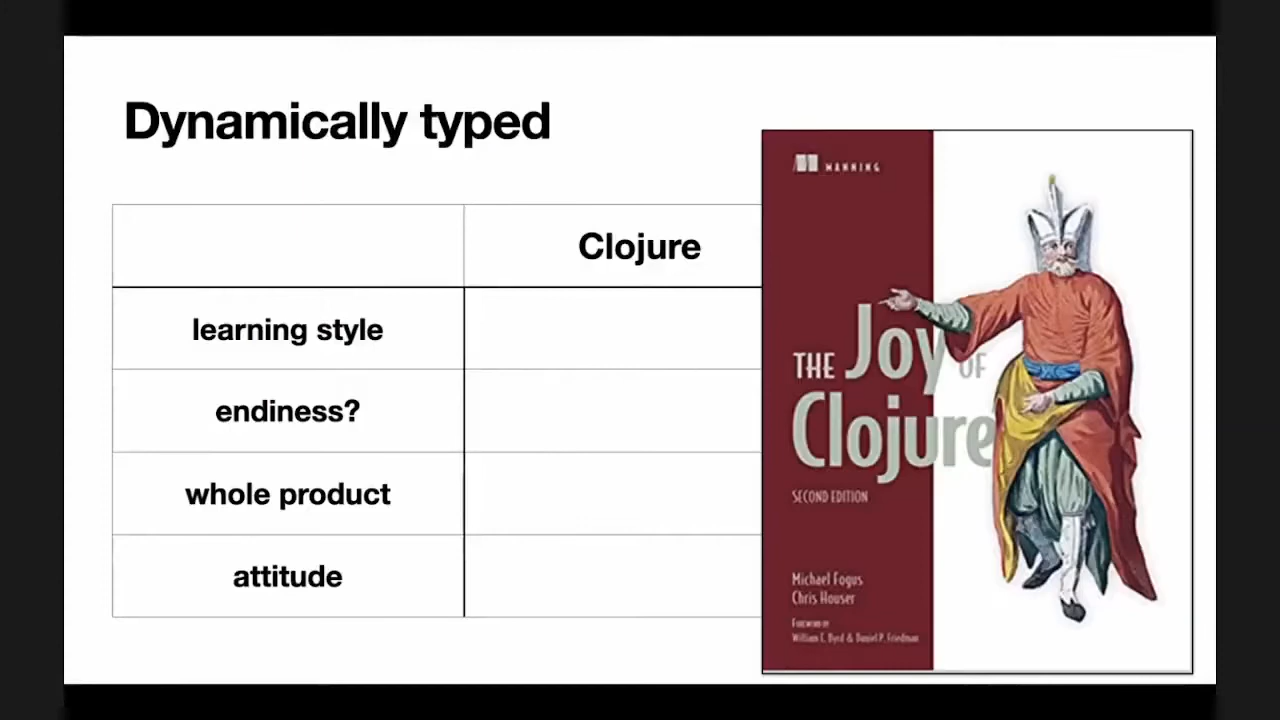 Dynamically typed
Clojure
learning style
endiness?
whole product
attitude
MANNING
THE Joy OF
Clojure
SECOND EDITION
Michael Fogus
Chris Houser
FOREWORD BY
William E. Byrd & Daniel P. Friedman